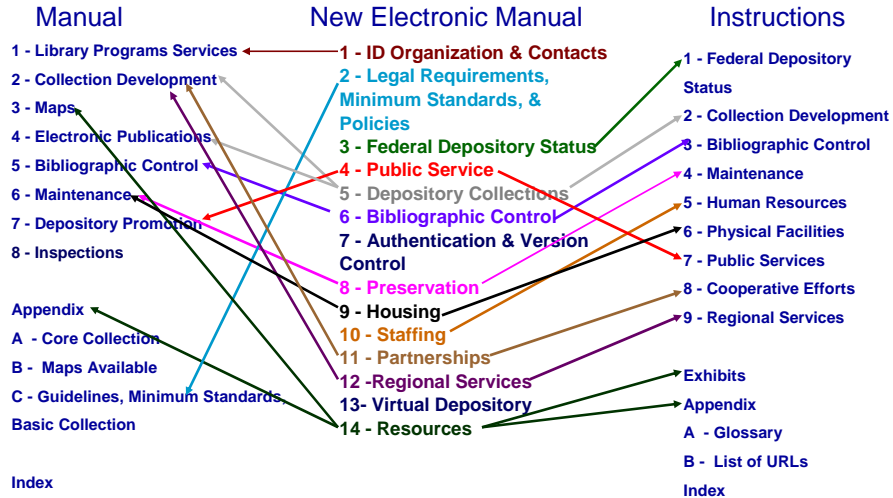 Manual
1 - Library Programs Services
2 - Collection Development
3 - Maps
4 - Electronic Publications
5 - Bibliographic Control
6 - Maintenance
7 - Depository Promotion
8 - Inspections
Appendix
A - Core Collection
B - Maps Available
C - Guidelines, Minimum Standards,
Basic Collection
Index
New Electronic Manual
1 - ID Organization & Contacts
2 - Legal Requirements,
Minimum Standards, &
Policies
3 - Federal Depository Status
4 - Public Service
5 - Depository Collections
6 - Bibliographic Control
7 - Authentication & Version
Control
8 - Preservation
9 - Housing
10 - Staffing
11 - Partnerships
12 -Regional Services
13- Virtual Depository
14 - Resources
Instructions
1 - Federal Depository
Status
2 - Collection Development
3 - Bibliographic Control
4 - Maintenance
5 - Human Resources
6 - Physical Facilities
7 - Public Services
8 - Cooperative Efforts
9 - Regional Services
Exhibits
Appendix
A - Glossary
B - List of URLs
Index